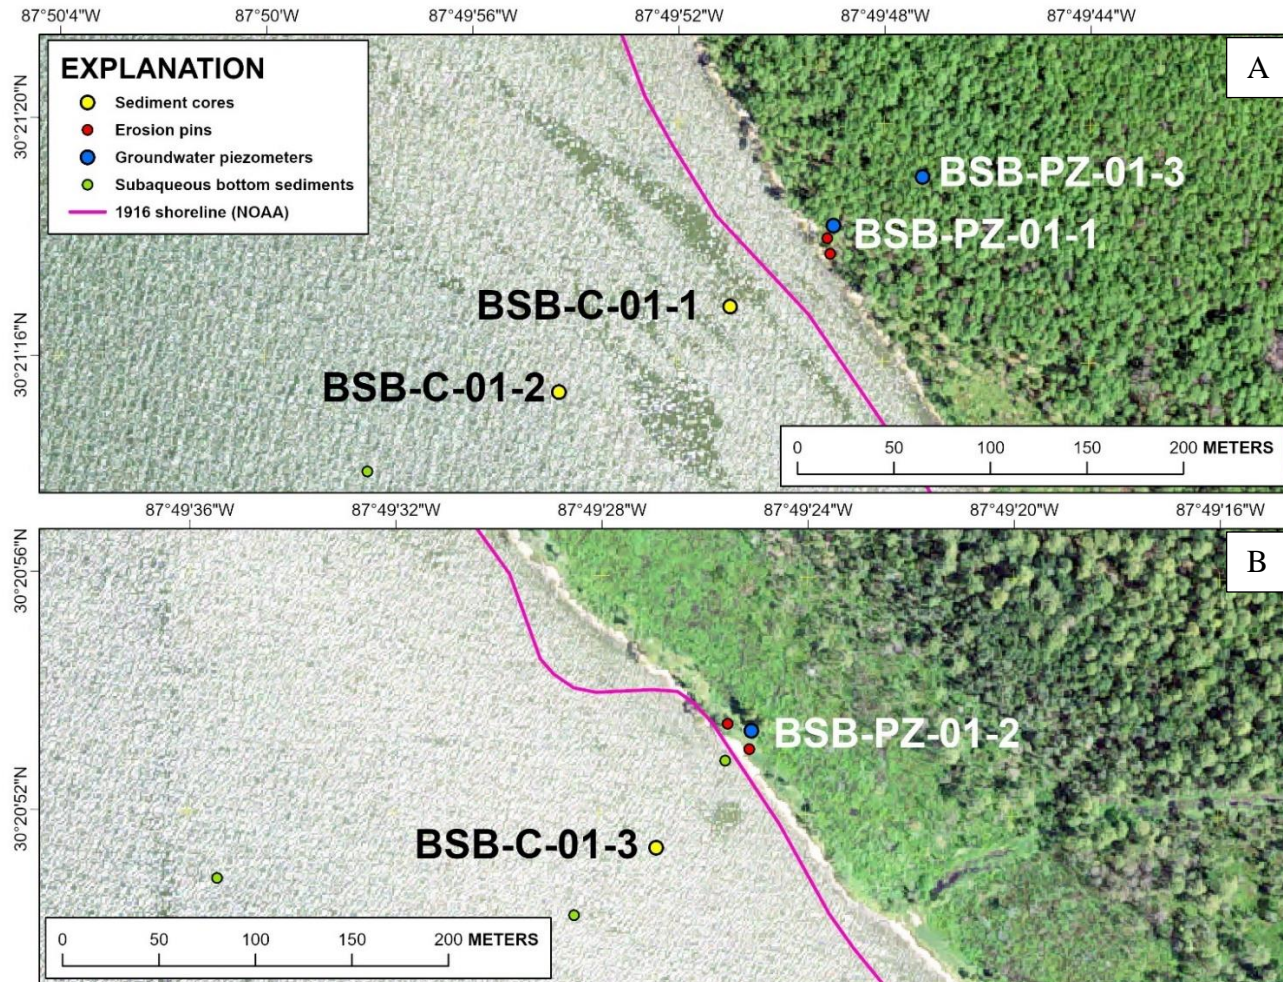 87°50'4"W 87°50'W 87°49'56"W 87°49'52"W 87°49'48"W 87°49'44"W
A
EXPLANATION
Sediment cores
Erosion pins
Groundwater piezometers
Subaqueous bottom sediments
1916 shoreline (NOAA)
30°21'20"N
BSB-PZ-01-3
BSB-PZ-01-1
BSB-C-01-1
30°21'16"N
BSB-C-01-2
0 50 100 150 200 METERS
87°49'36"W 87°49'32"W 87°49'28"W 87°49'24"W 87°49'20"W 87°49'16"W
B
30°20'56"N
BSB-PZ-01-2
30°20'52"N
BSB-C-01-3
0 50 100 150 200 METERS